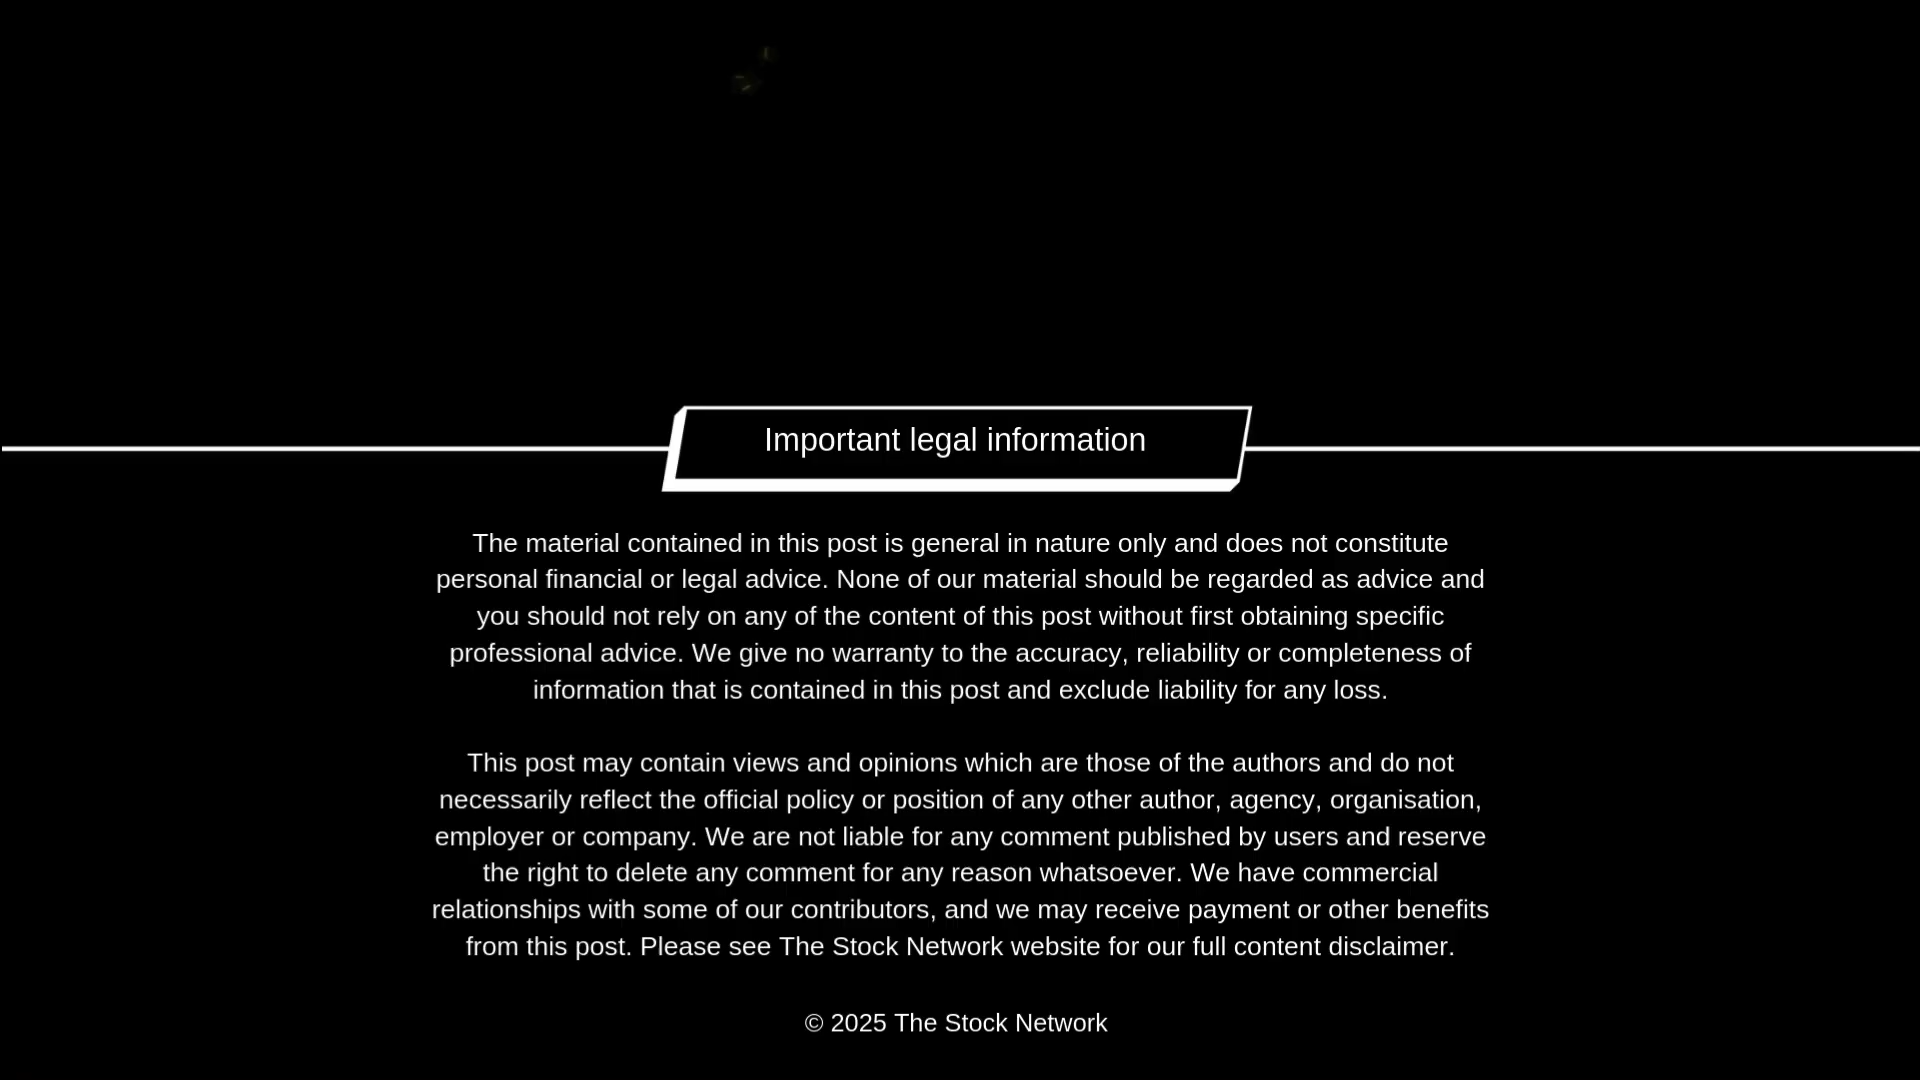 Important legal information
The material contained in this post is general in nature only and does not constitute
personal financial or legal advice. None of our material should be regarded as advice and
you should not rely on any of the content of this post without first obtaining specific
professional advice. We give no warranty to the accuracy, reliability or completeness of
information that is contained in this post and exclude liability for any loss.
This post may contain views and opinions which are those of the authors and do not
necessarily reflect the official policy or position of any other author, agency, organisation,
employer or company. We are not liable for any comment published by users and reserve
the right to delete any comment for any reason whatsoever. We have commercial
relationships with some of our contributors, and we may receive payment or other benefits
from this post. Please see The Stock Network website for our full content disclaimer.
© 2025 The Stock Network